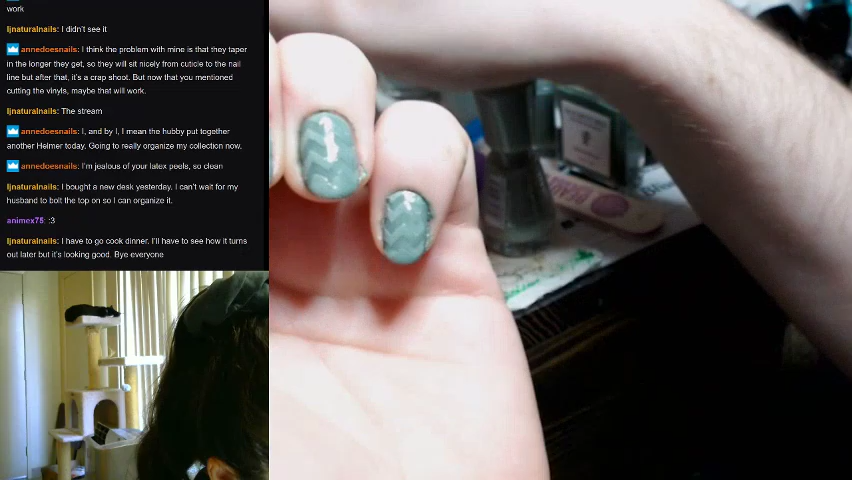 work
ljnaturalnails: I didn't see it
annedoesnails: I think the problem with mine is that they taper
in the longer they get, so they will sit nicely from cuticle to the nail
line but after that, it's a crap shoot. But now that you mentioned
cutting the vinyls, maybe that will work.
ljnaturalnails: The stream
annedoesnails: I, and by I, I mean the hubby put together
another Helmer today. Going to really organize my collection now.
annedoesnails: I'm jealous of your latex peels, so clean
ljnaturalnails: I bought a new desk yesterday. I can't wait for my
husband to bolt the top on so I can organize it.
animex75: :3
ljnaturalnails: I have to go cook dinner. I'll have to see how it turns
out later but it's looking good. Bye everyone